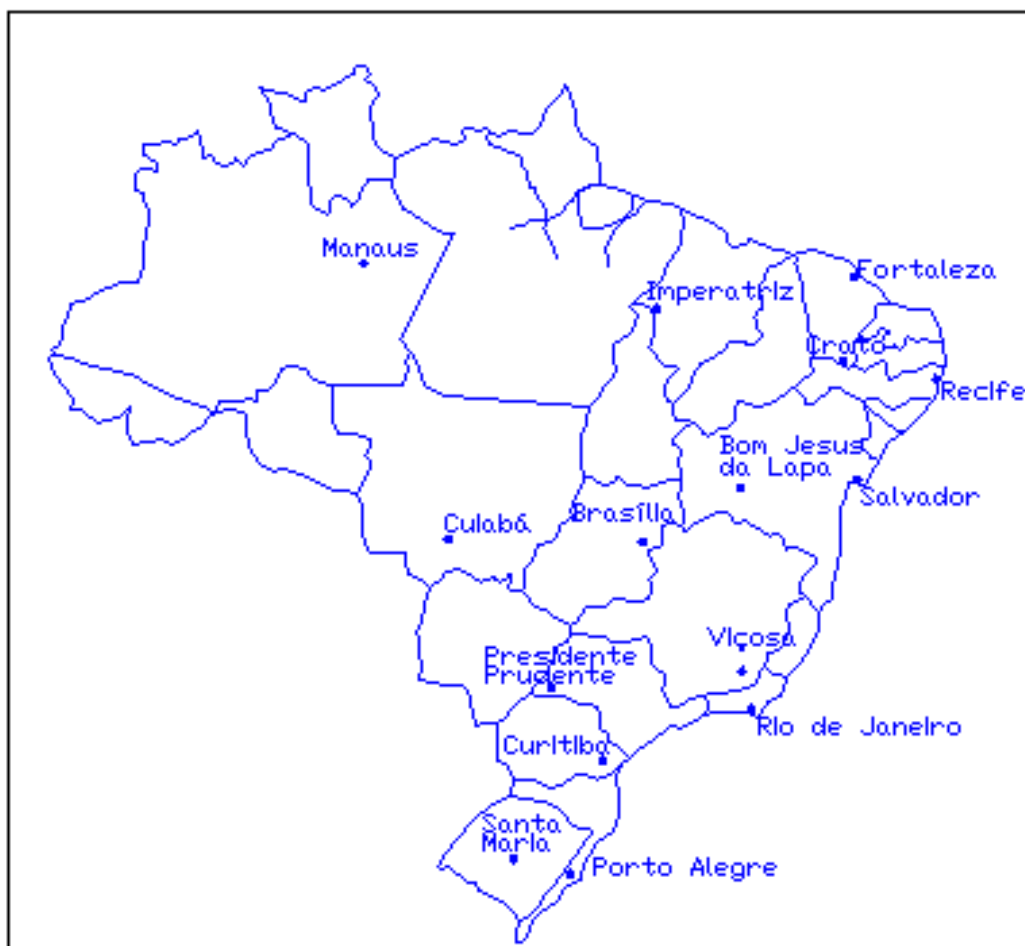 Manaus
Fortaleza
Imperatriz
Crato
Recife
Bom Jesus
da Lapa
Salvador
Brasília
Cuiabá
Viçosa
Presidente
Prudente
Rio de Janeiro
Curitiba
Santa
Maria
Porto Alegre